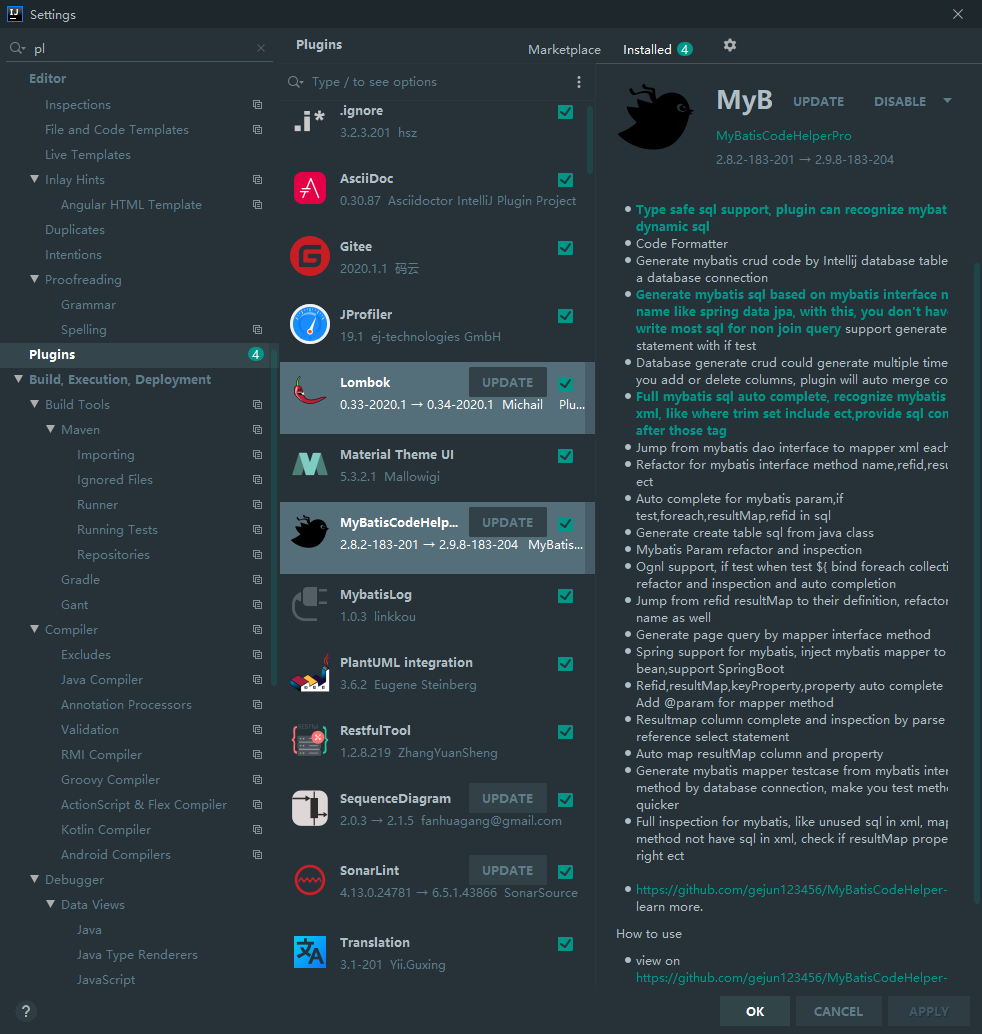 Settings
pl
Editor
Inspections
File and Code Templates
Live Templates
Inlay Hints
Angular HTML Template
Duplicates
Intentions
Proofreading
Grammar
Spelling
Plugins 4
Build, Execution, Deployment
Build Tools
Maven
Importing
Ignored Files
Runner
Running Tests
Repositories
Gradle
Gant
Compiler
Excludes
Java Compiler
Annotation Processors
Validation
RMI Compiler
Groovy Compiler
ActionScript & Flex Compiler
Kotlin Compiler
Android Compilers
Debugger
Data Views
Java
Java Type Renderers
JavaScript
?
Plugins
Marketplace
Installed 4
Type / to see options
.i*
.ignore
3.2.3.201 hsz
AsciiDoc
0.30.87 Asciidoctor IntelliJ Plugin Project
Gitee
2020.1.1 码云
JProfiler
19.1 ej-technologies GmbH
Lombok UPDATE
0.33-2020.1 → 0.34-2020.1 Michail Plu...
Material Theme UI
5.3.2.1 Mallowigi
MyBatisCodeHelp... UPDATE
2.8.2-183-201 → 2.9.8-183-204 MyBatis...
MybatisLog
1.0.3 linkkou
PlantUML integration
3.6.2 Eugene Steinberg
RestfulTool
1.2.8.219 ZhangYuanSheng
SequenceDiagram UPDATE
2.0.3 → 2.1.5 fanhuagang@gmail.com
SonarLint UPDATE
4.13.0.24781 → 6.5.1.43866 SonarSource
Translation
3.1-201 Yii.Guxing
MyB UPDATE DISABLE
MyBatisCodeHelperPro
2.8.2-183-201 → 2.9.8-183-204
Type safe sql support, plugin can recognize mybat
dynamic sql
Code Formatter
Generate mybatis crud code by Intellij database table
a database connection
Generate mybatis sql based on mybatis interface n
name like spring data jpa, with this, you don't hav
write most sql for non join query support generate
statement with if test
Database generate crud could generate multiple time
you add or delete columns, plugin will auto merge co
Full mybatis sql auto complete, recognize mybatis
xml, like where trim set include ect,provide sql con
after those tag
Jump from mybatis dao interface to mapper xml each
Refactor for mybatis interface method name,refid,resu
ect
Auto complete for mybatis param,if
test,foreach,resultMap,refid in sql
Generate create table sql from java class
Mybatis Param refactor and inspection
Ognl support, if test when test ${ bind foreach collecti
refactor and inspection and auto completion
Jump from refid resultMap to their definition, refactor
name as well
Generate page query by mapper interface method
Spring support for mybatis, inject mybatis mapper to
bean,support SpringBoot
Refid,resultMap,keyProperty,property auto complete
Add @param for mapper method
Resultmap column complete and inspection by parse
reference select statement
Auto map resultMap column and property
Generate mybatis mapper testcase from mybatis inter
method by database connection, make you test meth
quicker
Full inspection for mybatis, like unused sql in xml, map
method not have sql in xml, check if resultMap prope
right ect
https://github.com/gejun123456/MyBatisCodeHelper-
learn more.
How to use
view on
https://github.com/gejun123456/MyBatisCodeHelper-
OK
CANCEL
APPLY